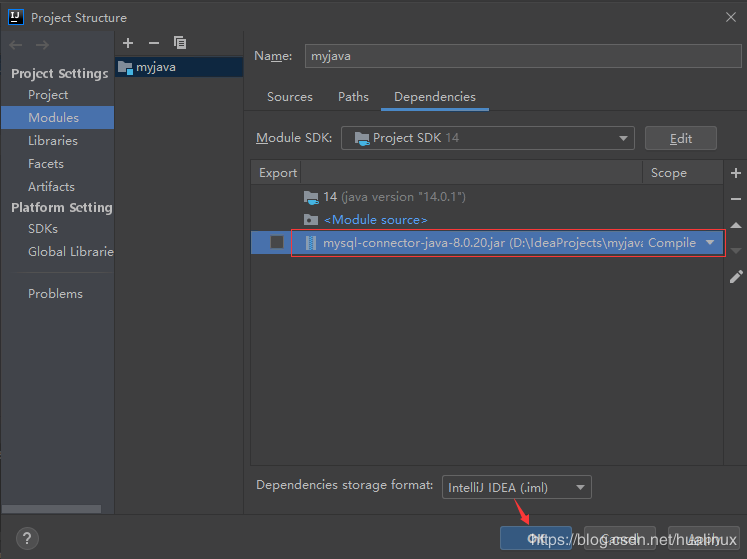 Project Structure
Project Settings
Project
Modules
Libraries
Facets
Artifacts
Platform Setting
SDKs
Global Librarie
Problems
myjava
Name: myjava
Sources Paths Dependencies
Module SDK: Project SDK 14 Edit
Export Scope
14 (java version "14.0.1")
<Module source>
mysql-connector-java-8.0.20.jar (D:\IdeaProjects\myjava Compile
Dependencies storage format: IntelliJ IDEA (.iml)
? OK Cancel Apply
https://blog.csdn.net/hualinux